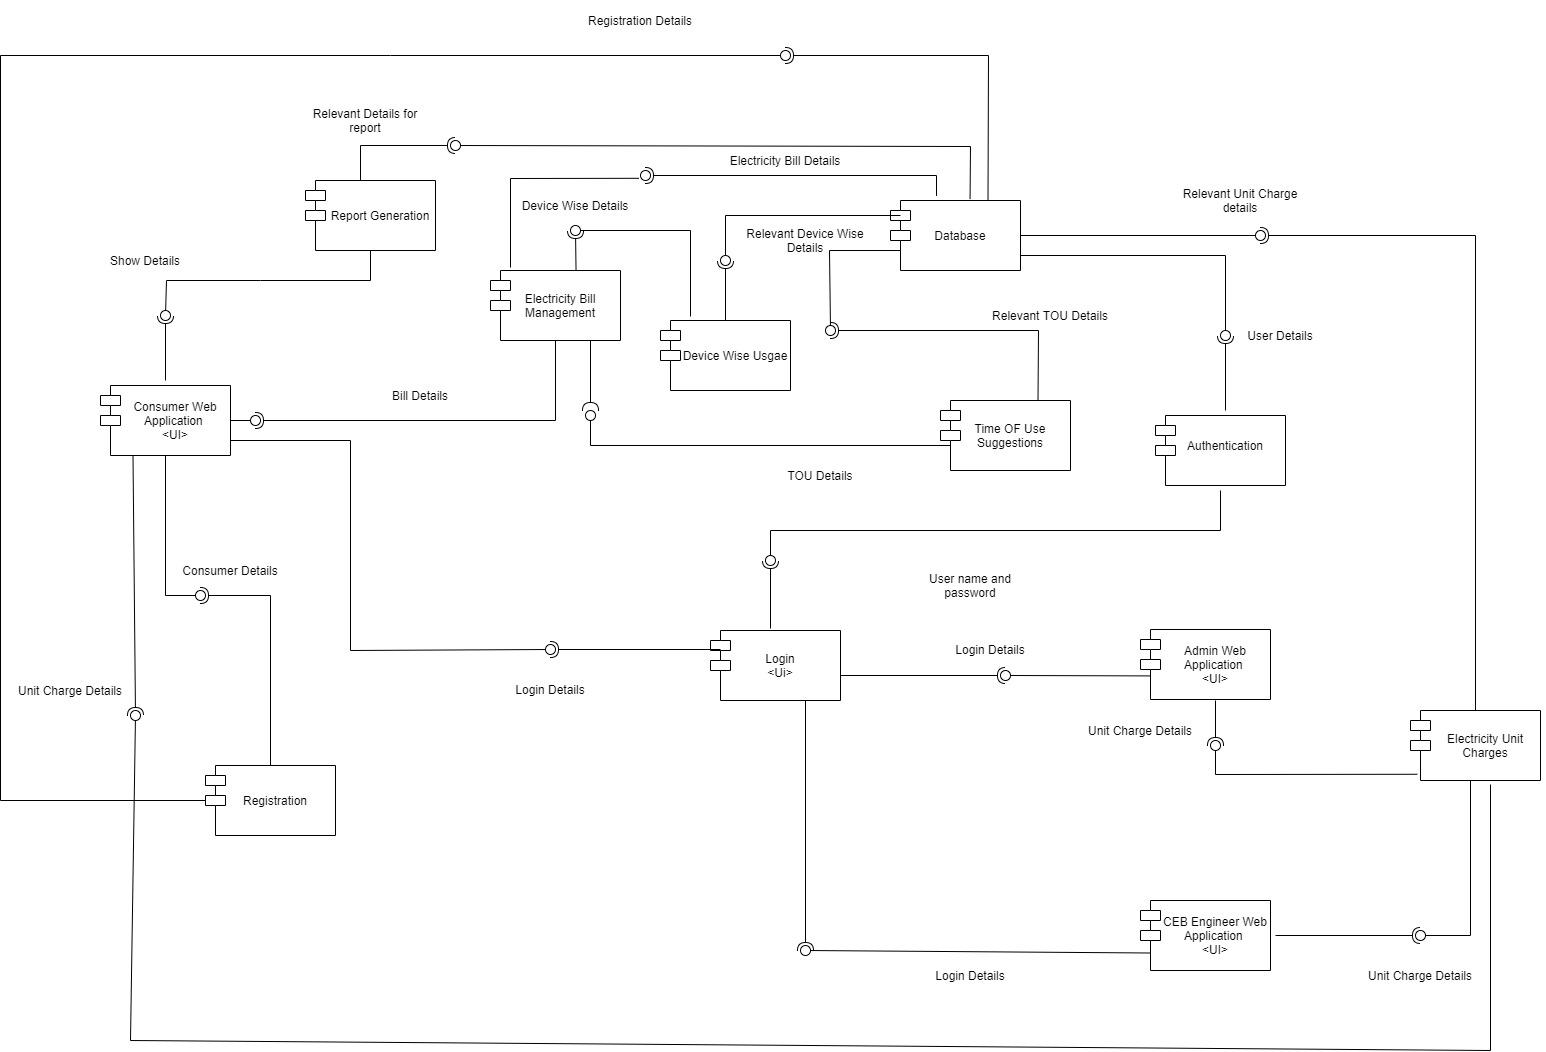 Registration Details
Relevant Details for
report
Electricity Bill Details
Relevant Unit Charge
details
Device Wise Details
Report Generation
Relevant Device Wise
Details
Database
Show Details
Electricity Bill
Management
Relevant TOU Details
User Details
Device Wise Usgae
Bill Details
Consumer Web
Application
<UI>
Time OF Use
Suggestions
Authentication
TOU Details
Consumer Details
User name and
password
Login
<Ui>
Login Details
Admin Web
Application
<UI>
Unit Charge Details
Login Details
Unit Charge Details
Electricity Unit
Charges
Registration
CEB Engineer Web
Application
<UI>
Login Details
Unit Charge Details